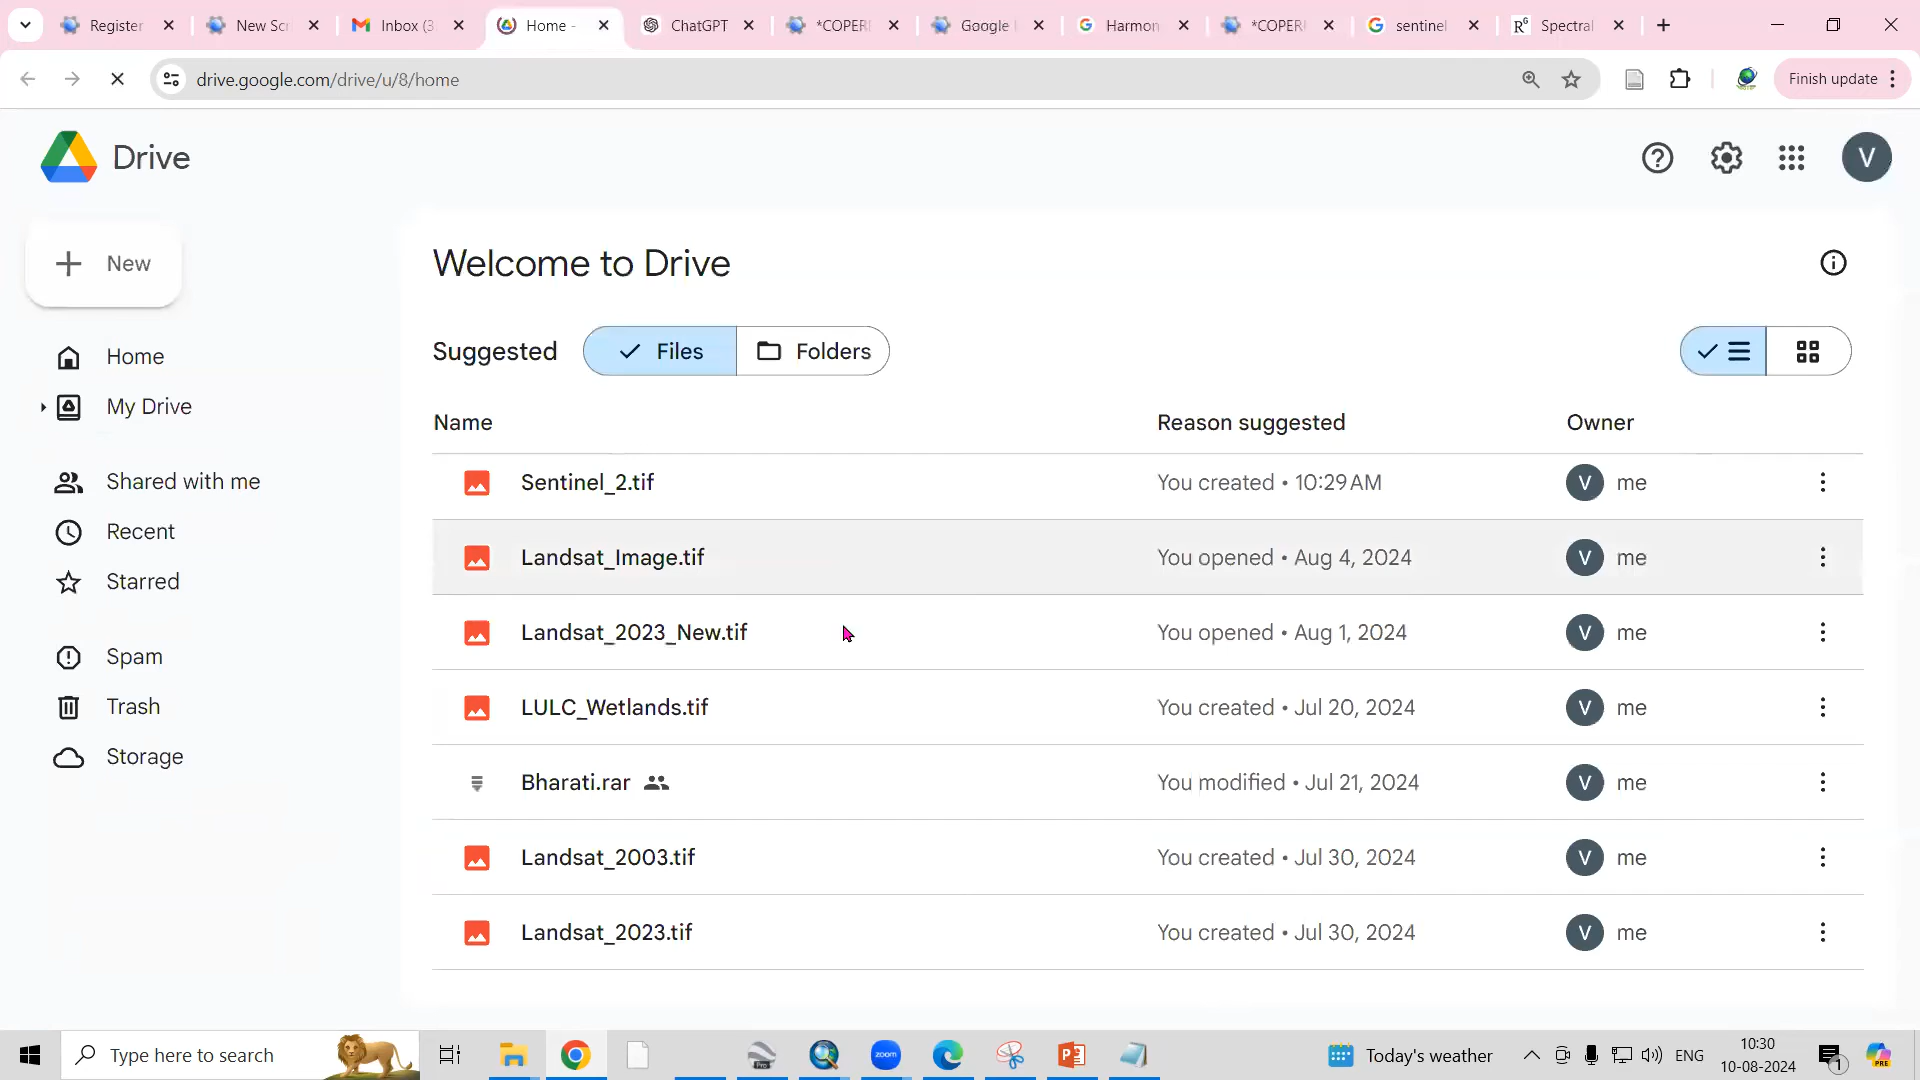 Register
New Scr
Inbox (3
Home -
ChatGPT
*COPER
Google
Harmon
*COPER
sentinel
Spectral
drive.google.com/drive/u/8/home
Finish update
Drive
V
New
Welcome to Drive
Suggested
Files
Folders
Home
My Drive
Shared with me
Recent
Starred
Spam
Trash
Storage
Name Reason suggested Owner
Sentinel_2.tif You created • 10:29 AM V me
Landsat_Image.tif You opened • Aug 4, 2024 V me
Landsat_2023_New.tif You opened • Aug 1, 2024 V me
LULC_Wetlands.tif You created • Jul 20, 2024 V me
Bharati.rar You modified • Jul 21, 2024 V me
Landsat_2003.tif You created • Jul 30, 2024 V me
Landsat_2023.tif You created • Jul 30, 2024 V me
Type here to search
Pro
zoom
Today's weather
ENG
10:30
10-08-2024
1
PRE